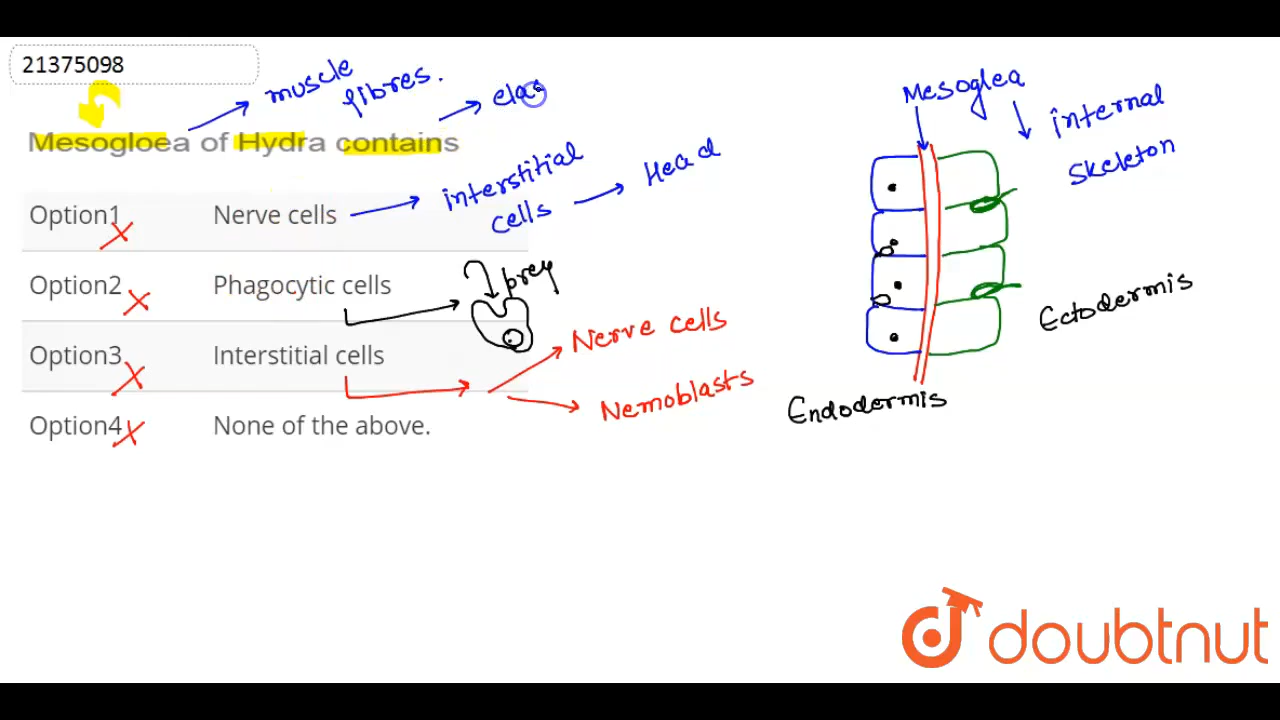 21375098
muscle
fibres.
Mesogloea of Hydra contains
Option1 Nerve cells
interstitial
cells
Head
Option2 Phagocytic cells
prey
Option3 Interstitial cells
Nerve cells
Nemoblasts
Option4 None of the above.
Mesoglea
internal
skeleton
Ectodermis
Endodermis
doubtnut